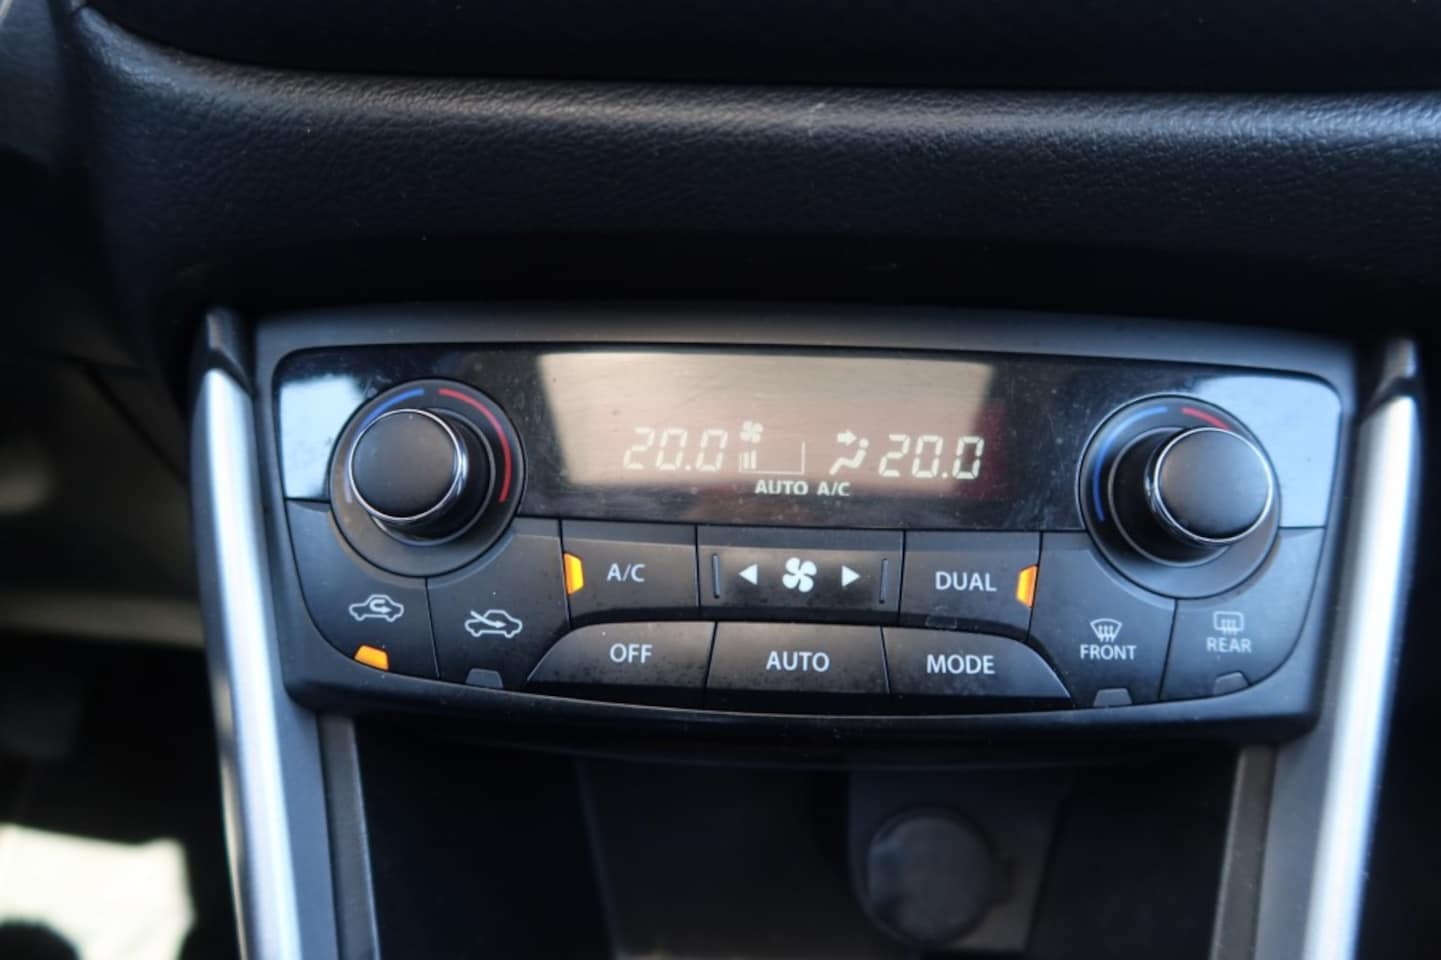 20.0 20.0
AUTO A/C
A/C DUAL
OFF AUTO MODE FRONT REAR